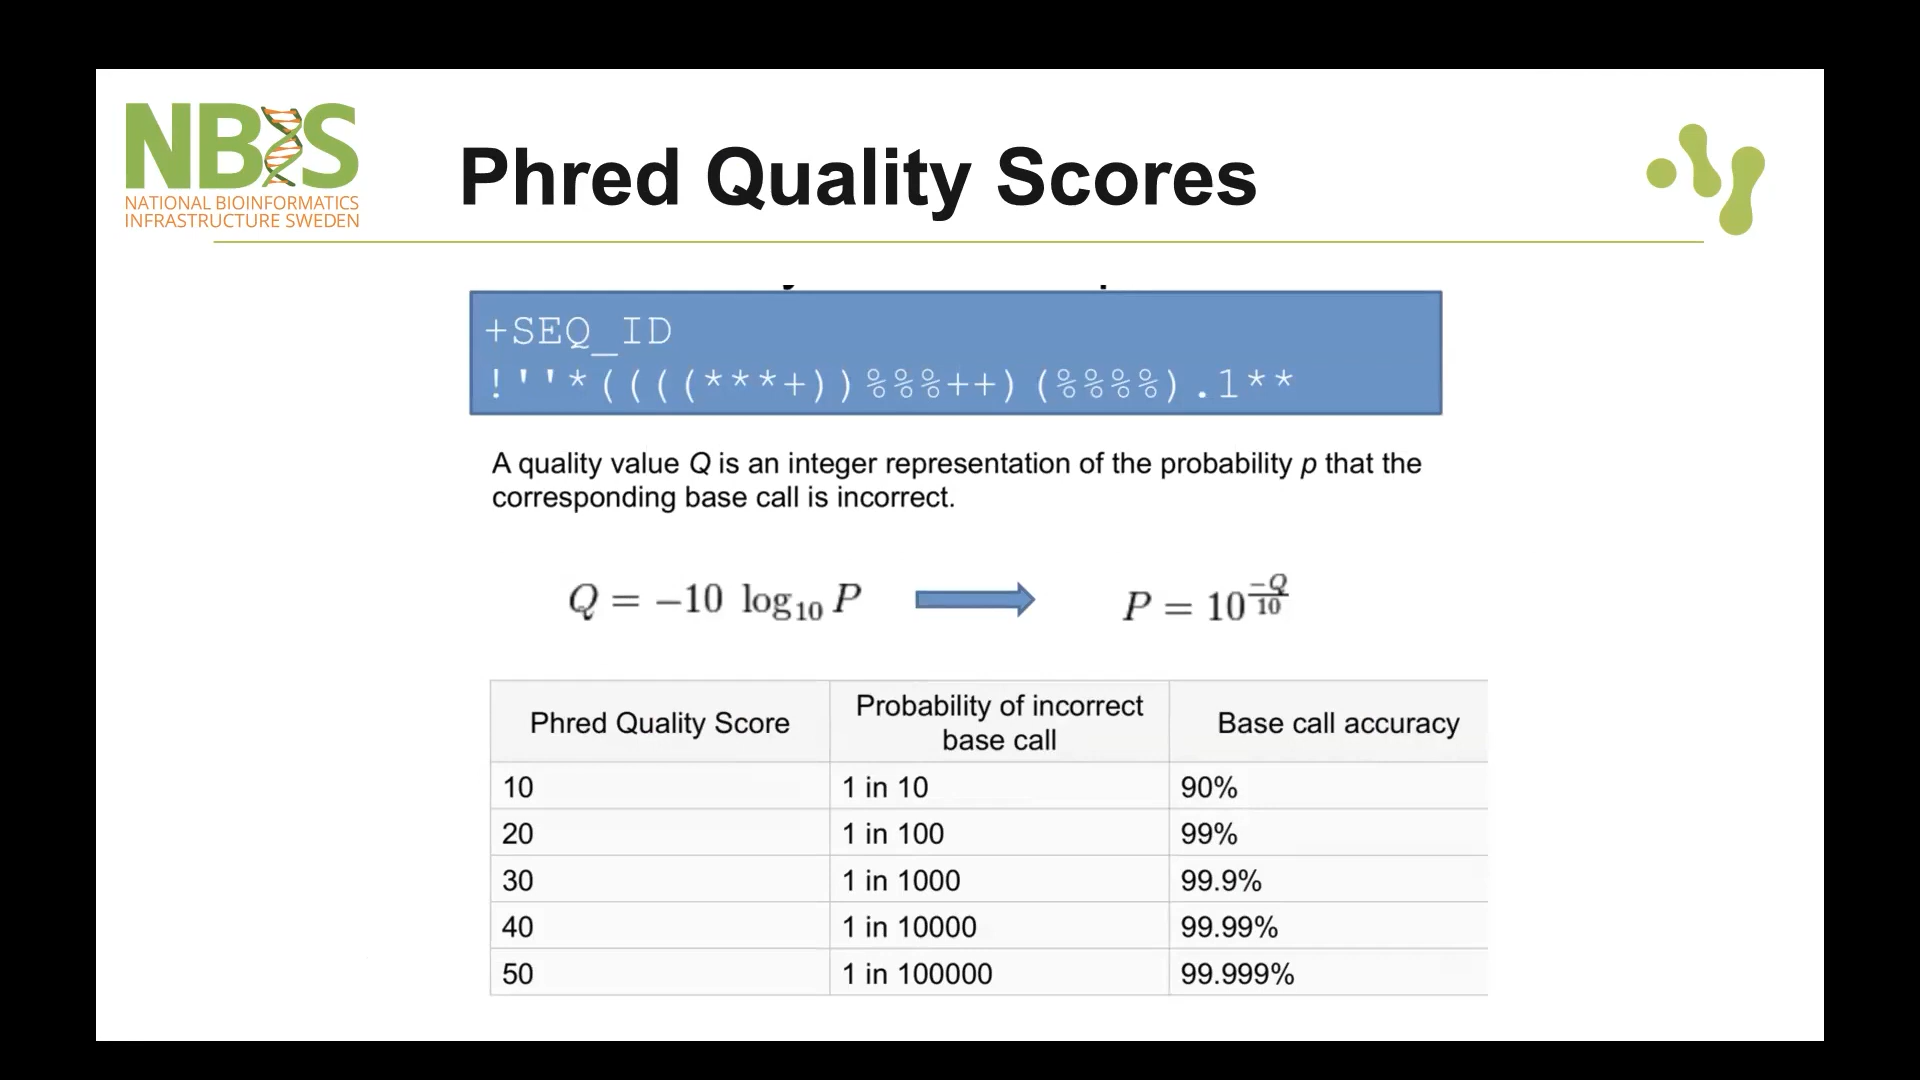 NBIS
NATIONAL BIOINFORMATICS
INFRASTRUCTURE SWEDEN
Phred Quality Scores
+SEQ_ID
!''*((((***+))%%%++)(%%%%).1**
A quality value Q is an integer representation of the probability p that the
corresponding base call is incorrect.
Q = −10 log₁₀ P P = 10^(−Q/10)
Phred Quality Score Probability of incorrect base call Base call accuracy
10 1 in 10 90%
20 1 in 100 99%
30 1 in 1000 99.9%
40 1 in 10000 99.99%
50 1 in 100000 99.999%